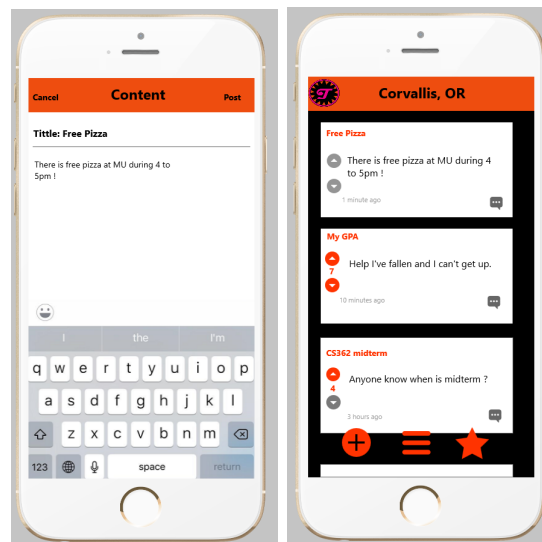 Cancel Content Post
Tittle: Free Pizza
There is free pizza at MU during 4 to
5pm !
I the I'm
q w e r t y u i o p
a s d f g h j k l
z x c v b n m
123 space return
T Corvallis, OR
Free Pizza
There is free pizza at MU during 4
to 5pm !
1 minute ago
My GPA
7
Help I've fallen and I can't get up.
10 minutes ago
CS362 midterm
4
Anyone know when is midterm ?
3 hours ago